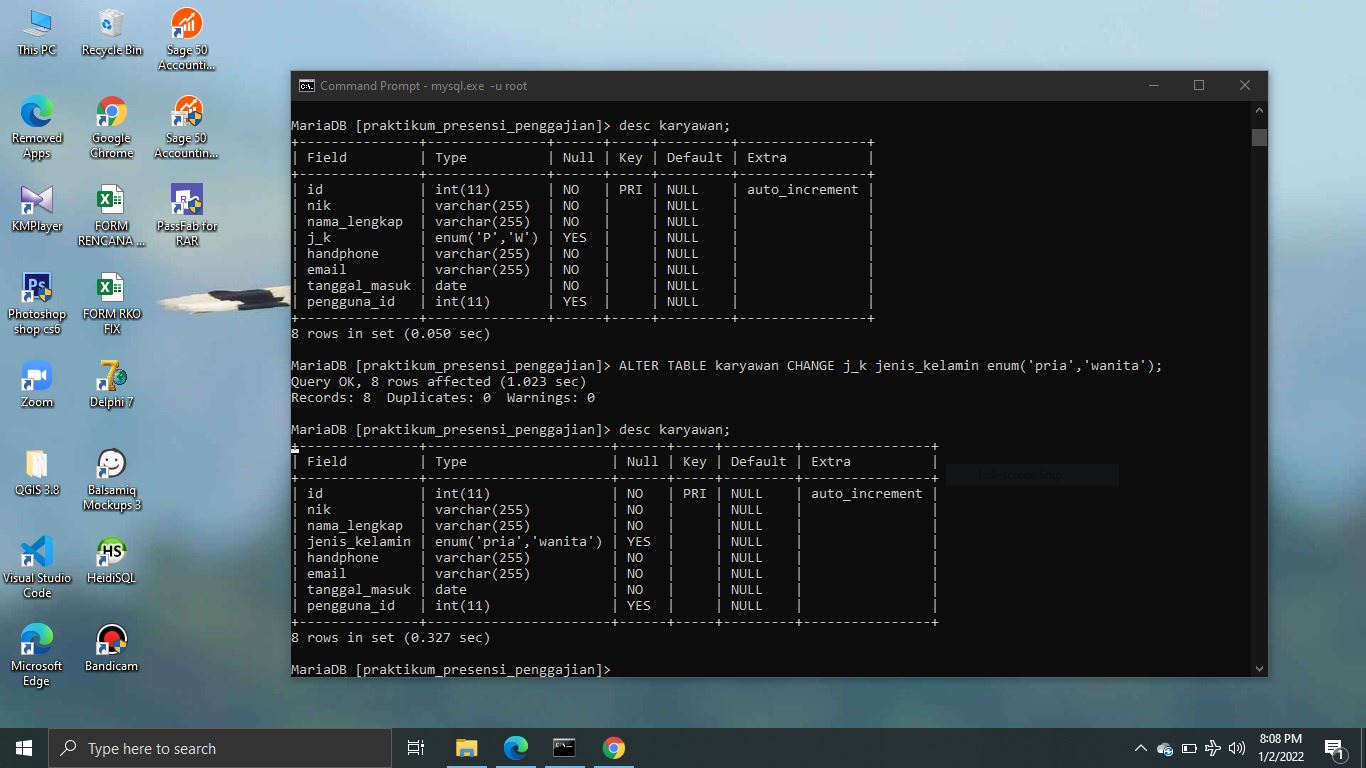 This PC
Recycle Bin
Sage 50
Accounti...
Removed
Apps
Google
Chrome
Sage 50
Accountin...
KMPlayer
FORM
RENCANA ...
PassFab for
RAR
Photoshop
shop cs6
FORM RKO
FIX
Zoom
Delphi 7
QGIS 3.8
Balsamiq
Mockups 3
Visual Studio
Code
HeidiSQL
Microsoft
Edge
Bandicam
Command Prompt - mysql.exe  -u root
MariaDB [praktikum_presensi_penggajian]> desc karyawan;
+---------------+--------------+------+-----+---------+----------------+
| Field         | Type         | Null | Key | Default | Extra          |
+---------------+--------------+------+-----+---------+----------------+
| id            | int(11)      | NO   | PRI | NULL    | auto_increment |
| nik           | varchar(255) | NO   |     | NULL    |                |
| nama_lengkap  | varchar(255) | NO   |     | NULL    |                |
| j_k           | enum('P','W') | YES  |     | NULL    |                |
| handphone     | varchar(255) | NO   |     | NULL    |                |
| email         | varchar(255) | NO   |     | NULL    |                |
| tanggal_masuk | date         | NO   |     | NULL    |                |
| pengguna_id   | int(11)      | YES  |     | NULL    |                |
+---------------+--------------+------+-----+---------+----------------+
8 rows in set (0.050 sec)
MariaDB [praktikum_presensi_penggajian]> ALTER TABLE karyawan CHANGE j_k jenis_kelamin enum('pria','wanita');
Query OK, 8 rows affected (1.023 sec)
Records: 8  Duplicates: 0  Warnings: 0
MariaDB [praktikum_presensi_penggajian]> desc karyawan;
+---------------+-----------------------+------+-----+---------+----------------+
| Field         | Type                  | Null | Key | Default | Extra          |
+---------------+-----------------------+------+-----+---------+----------------+
| id            | int(11)               | NO   | PRI | NULL    | auto_increment |
| nik           | varchar(255)          | NO   |     | NULL    |                |
| nama_lengkap  | varchar(255)          | NO   |     | NULL    |                |
| jenis_kelamin | enum('pria','wanita') | YES  |     | NULL    |                |
| handphone     | varchar(255)          | NO   |     | NULL    |                |
| email         | varchar(255)          | NO   |     | NULL    |                |
| tanggal_masuk | date                  | NO   |     | NULL    |                |
| pengguna_id   | int(11)               | YES  |     | NULL    |                |
+---------------+-----------------------+------+-----+---------+----------------+
8 rows in set (0.327 sec)
MariaDB [praktikum_presensi_penggajian]>
Type here to search
8:08 PM
1/2/2022
1